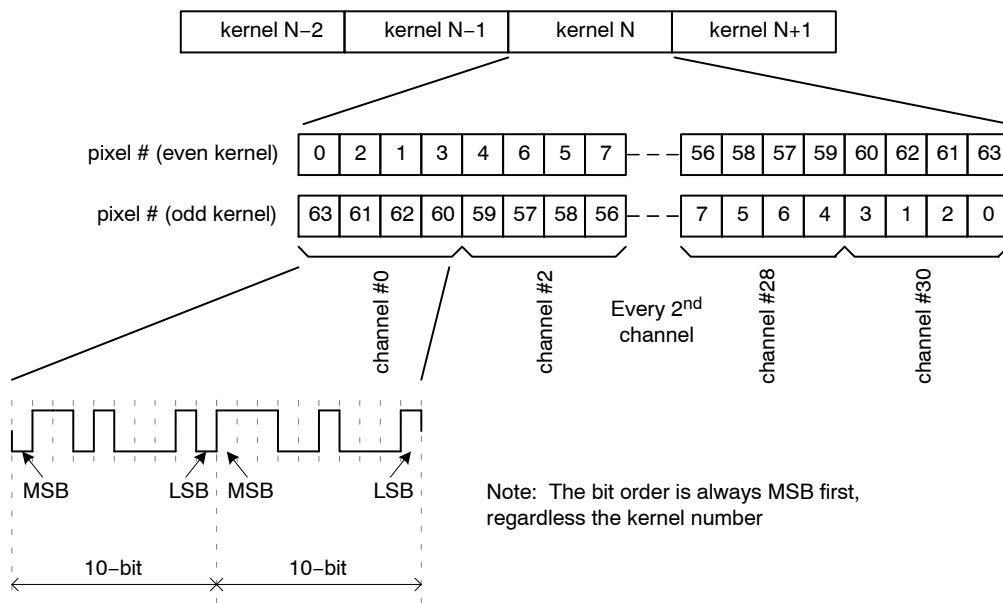 kernel N−2 kernel N−1 kernel N kernel N+1
pixel # (even kernel) 0 2 1 3 4 6 5 7 56 58 57 59 60 62 61 63
pixel # (odd kernel) 63 61 62 60 59 57 58 56 7 5 6 4 3 1 2 0
channel #0
channel #2
Every 2nd
channel
channel #28
channel #30
MSB LSB MSB LSB
Note: The bit order is always MSB first,
regardless the kernel number
10−bit 10−bit